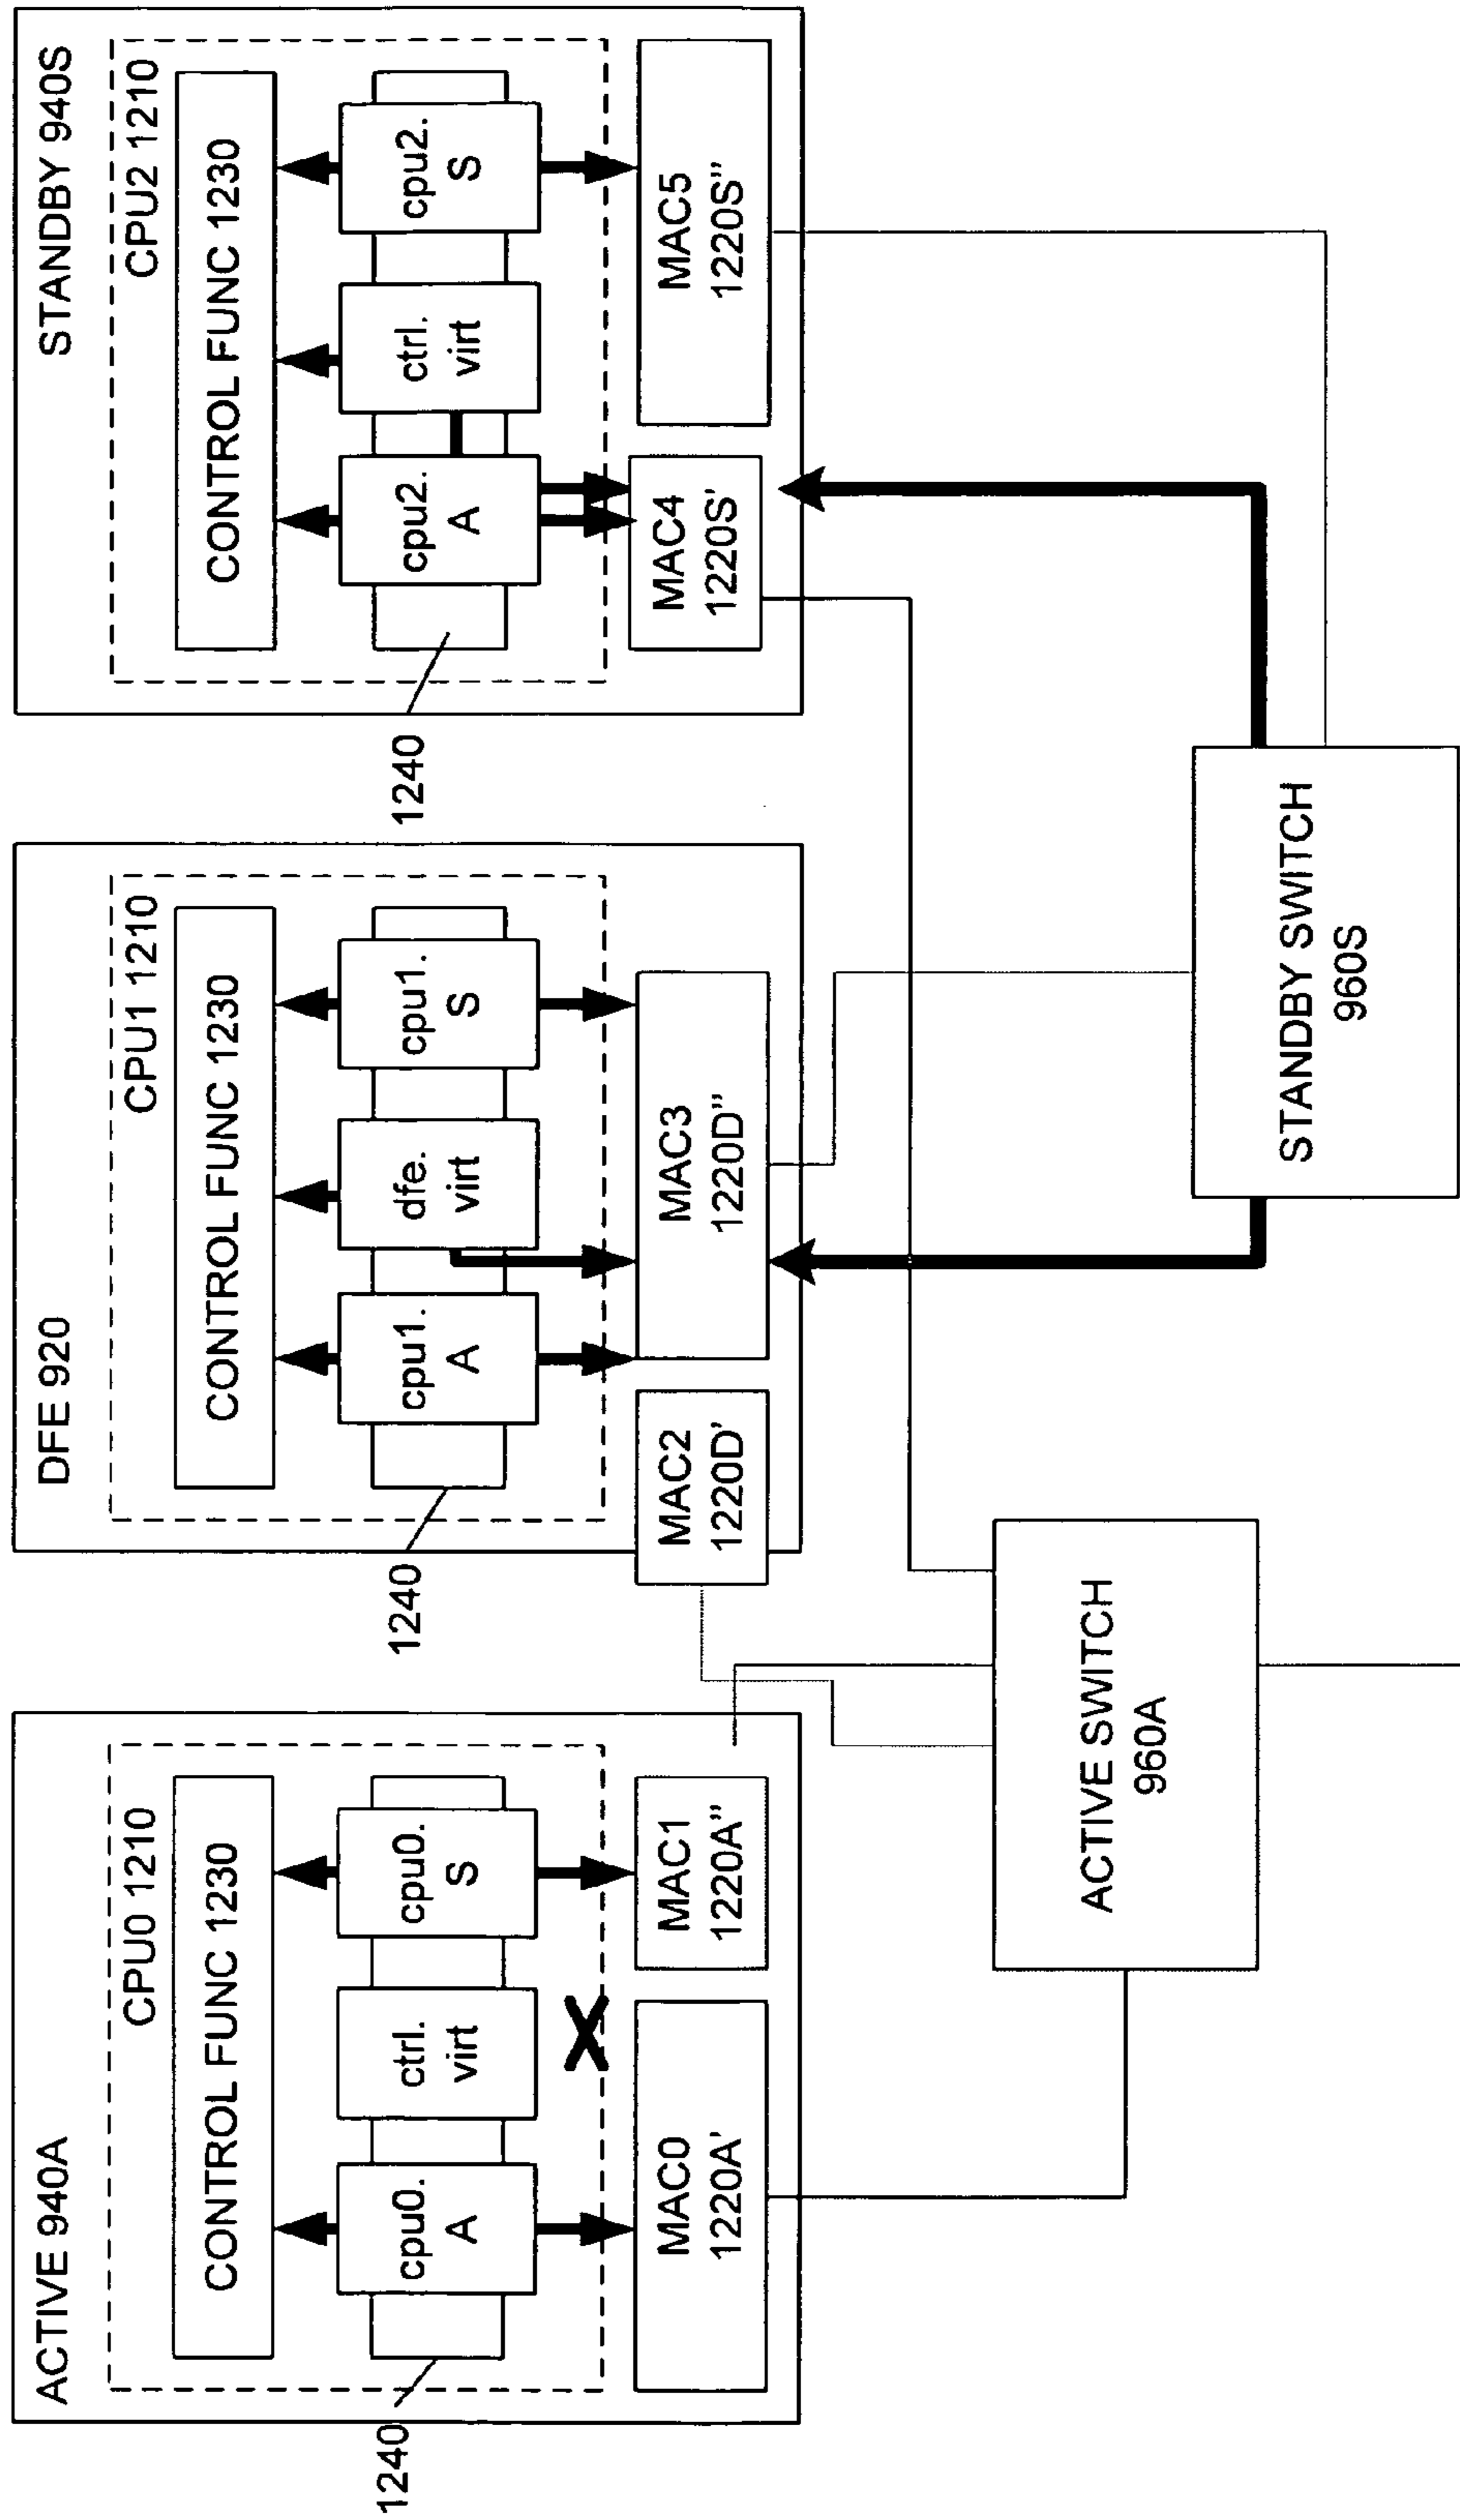 ACTIVE 940A
CPU0 1210
CONTROL FUNC 1230
cpu0.
A
ctrl.
virt
cpu0.
S
X
1240
MAC0
1220A'
MAC1
1220A"
DFE 920
CPU1 1210
CONTROL FUNC 1230
cpu1.
A
dfe.
virt
cpu1.
S
1240
MAC2
1220D'
MAC3
1220D"
STANDBY 940S
CPU2 1210
CONTROL FUNC 1230
cpu2.
A
ctrl.
virt
cpu2.
S
1240
MAC4
1220S'
MAC5
1220S"
ACTIVE SWITCH
960A
STANDBY SWITCH
960S